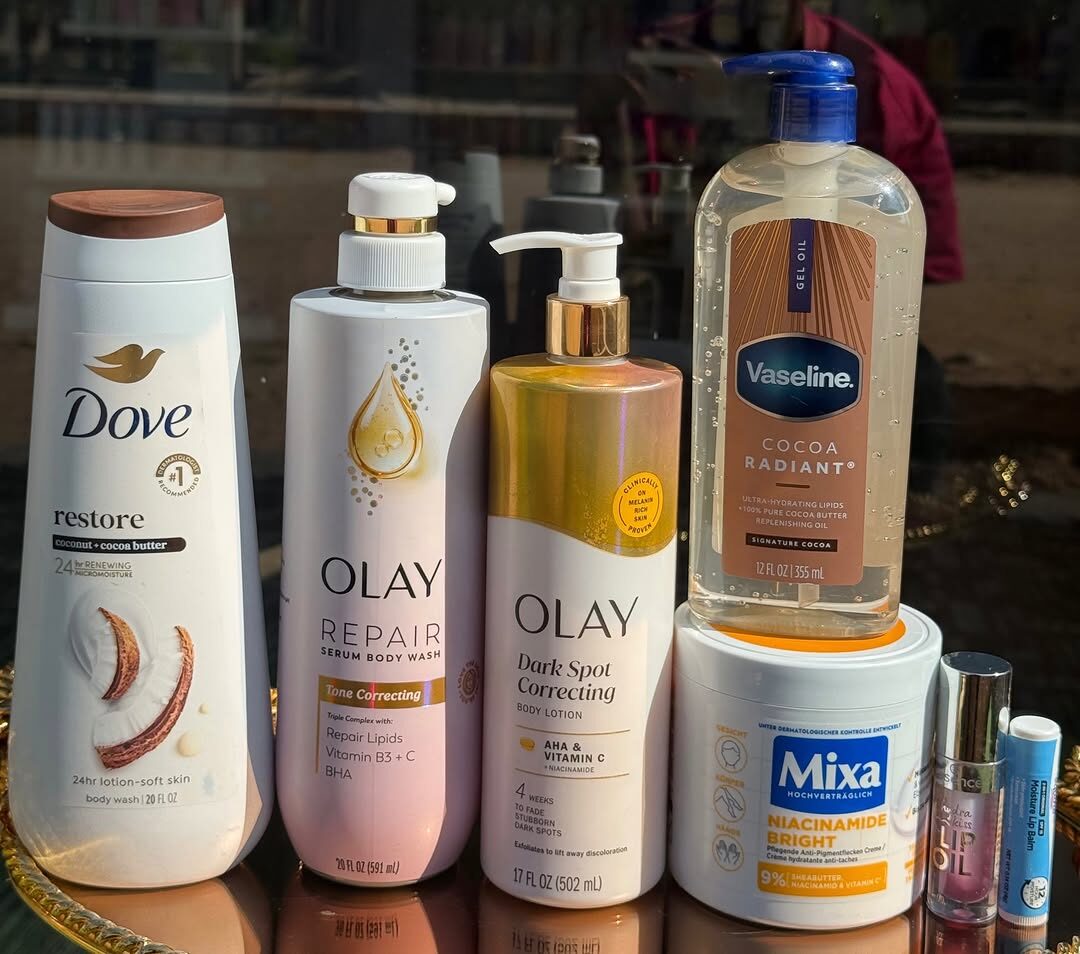 Dove
DERMATOLOGIST
#1
RECOMMENDED
restore
coconut + cocoa butter
24 hr RENEWING
MICROMOISTURE
24hr lotion-soft skin
body wash | 20 FL OZ
OLAY
REPAIR
SERUM BODY WASH
Tone Correcting
Triple Complex with:
Repair Lipids
Vitamin B3 + C
BHA
20 FL OZ (591 mL)
CLINICALLY
ON
MELANIN
RICH
SKIN
PROVEN
OLAY
Dark Spot
Correcting
BODY LOTION
AHA &
VITAMIN C
+ NIACINAMIDE
4 WEEKS
TO FADE
STUBBORN
DARK SPOTS
Exfoliates to lift away discoloration
17 FL OZ (502 mL)
GEL OIL
Vaseline.
COCOA
RADIANT®
ULTRA-HYDRATING LIPIDS
+100% PURE COCOA BUTTER
REPLENISHING OIL
SIGNATURE COCOA
12 FL OZ | 355 mL
UNTER DERMATOLOGISCHER KONTROLLE ENTWICKELT
GESICHT
KÖRPER
HÄNDE
Mixa
HOCHVERTRÄGLICH
NIACINAMIDE
BRIGHT
Pflegende Anti-Pigmentflecken Creme /
Crème hydratante anti-taches
9% SHEABUTTER,
NIACINAMID & VITAMIN C*
kiss
LIP
OIL
Moisture Lip Balm
12